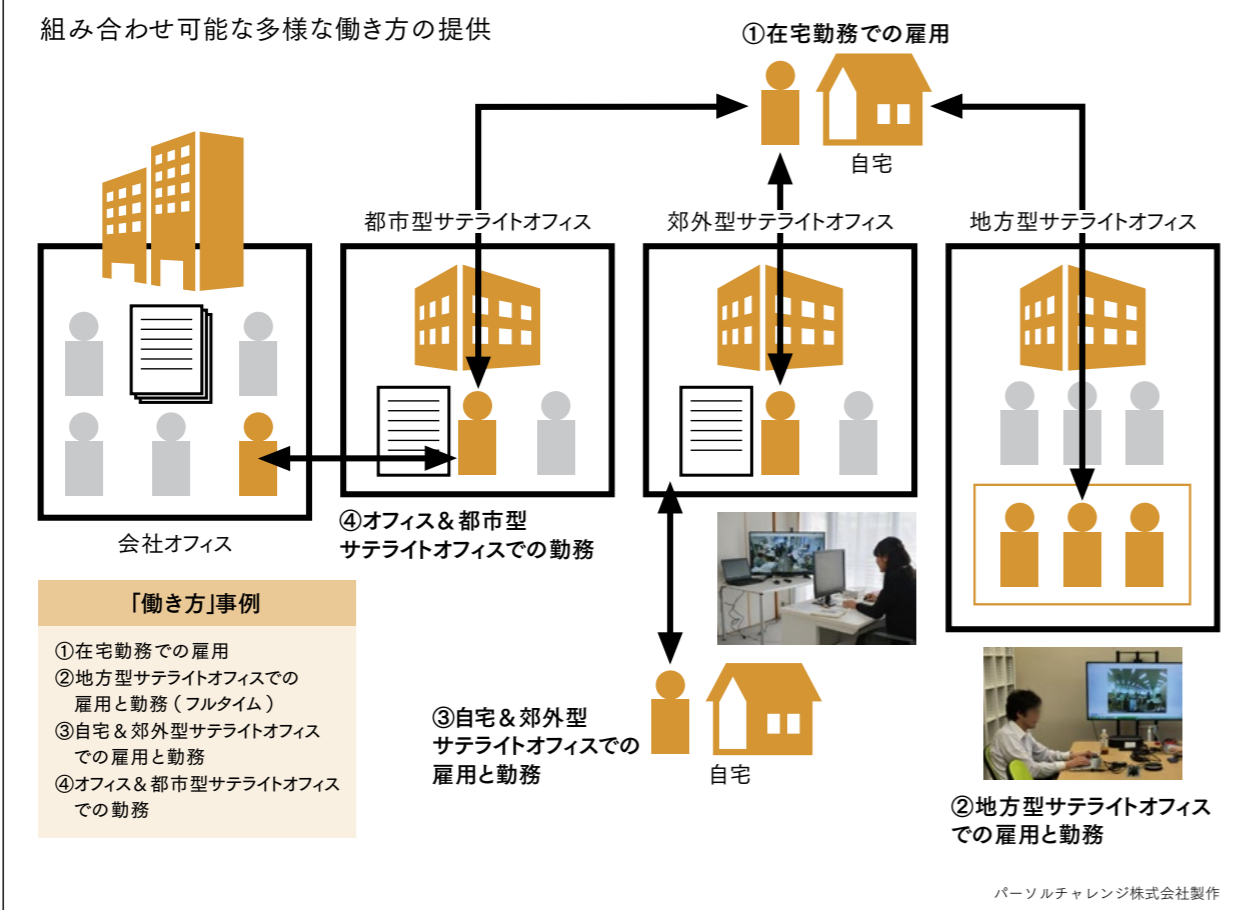 組み合わせ可能な多様な働き方の提供
①在宅勤務での雇用
自宅
都市型サテライトオフィス
郊外型サテライトオフィス
地方型サテライトオフィス
会社オフィス
④オフィス＆都市型
サテライトオフィスでの勤務
「働き方」事例
①在宅勤務での雇用
②地方型サテライトオフィスでの
雇用と勤務（フルタイム）
③自宅＆郊外型サテライトオフィス
での雇用と勤務
④オフィス＆都市型サテライトオフィス
での勤務
③自宅＆郊外型
サテライトオフィスでの
雇用と勤務
自宅
②地方型サテライトオフィス
での雇用と勤務
パーソルチャレンジ株式会社製作